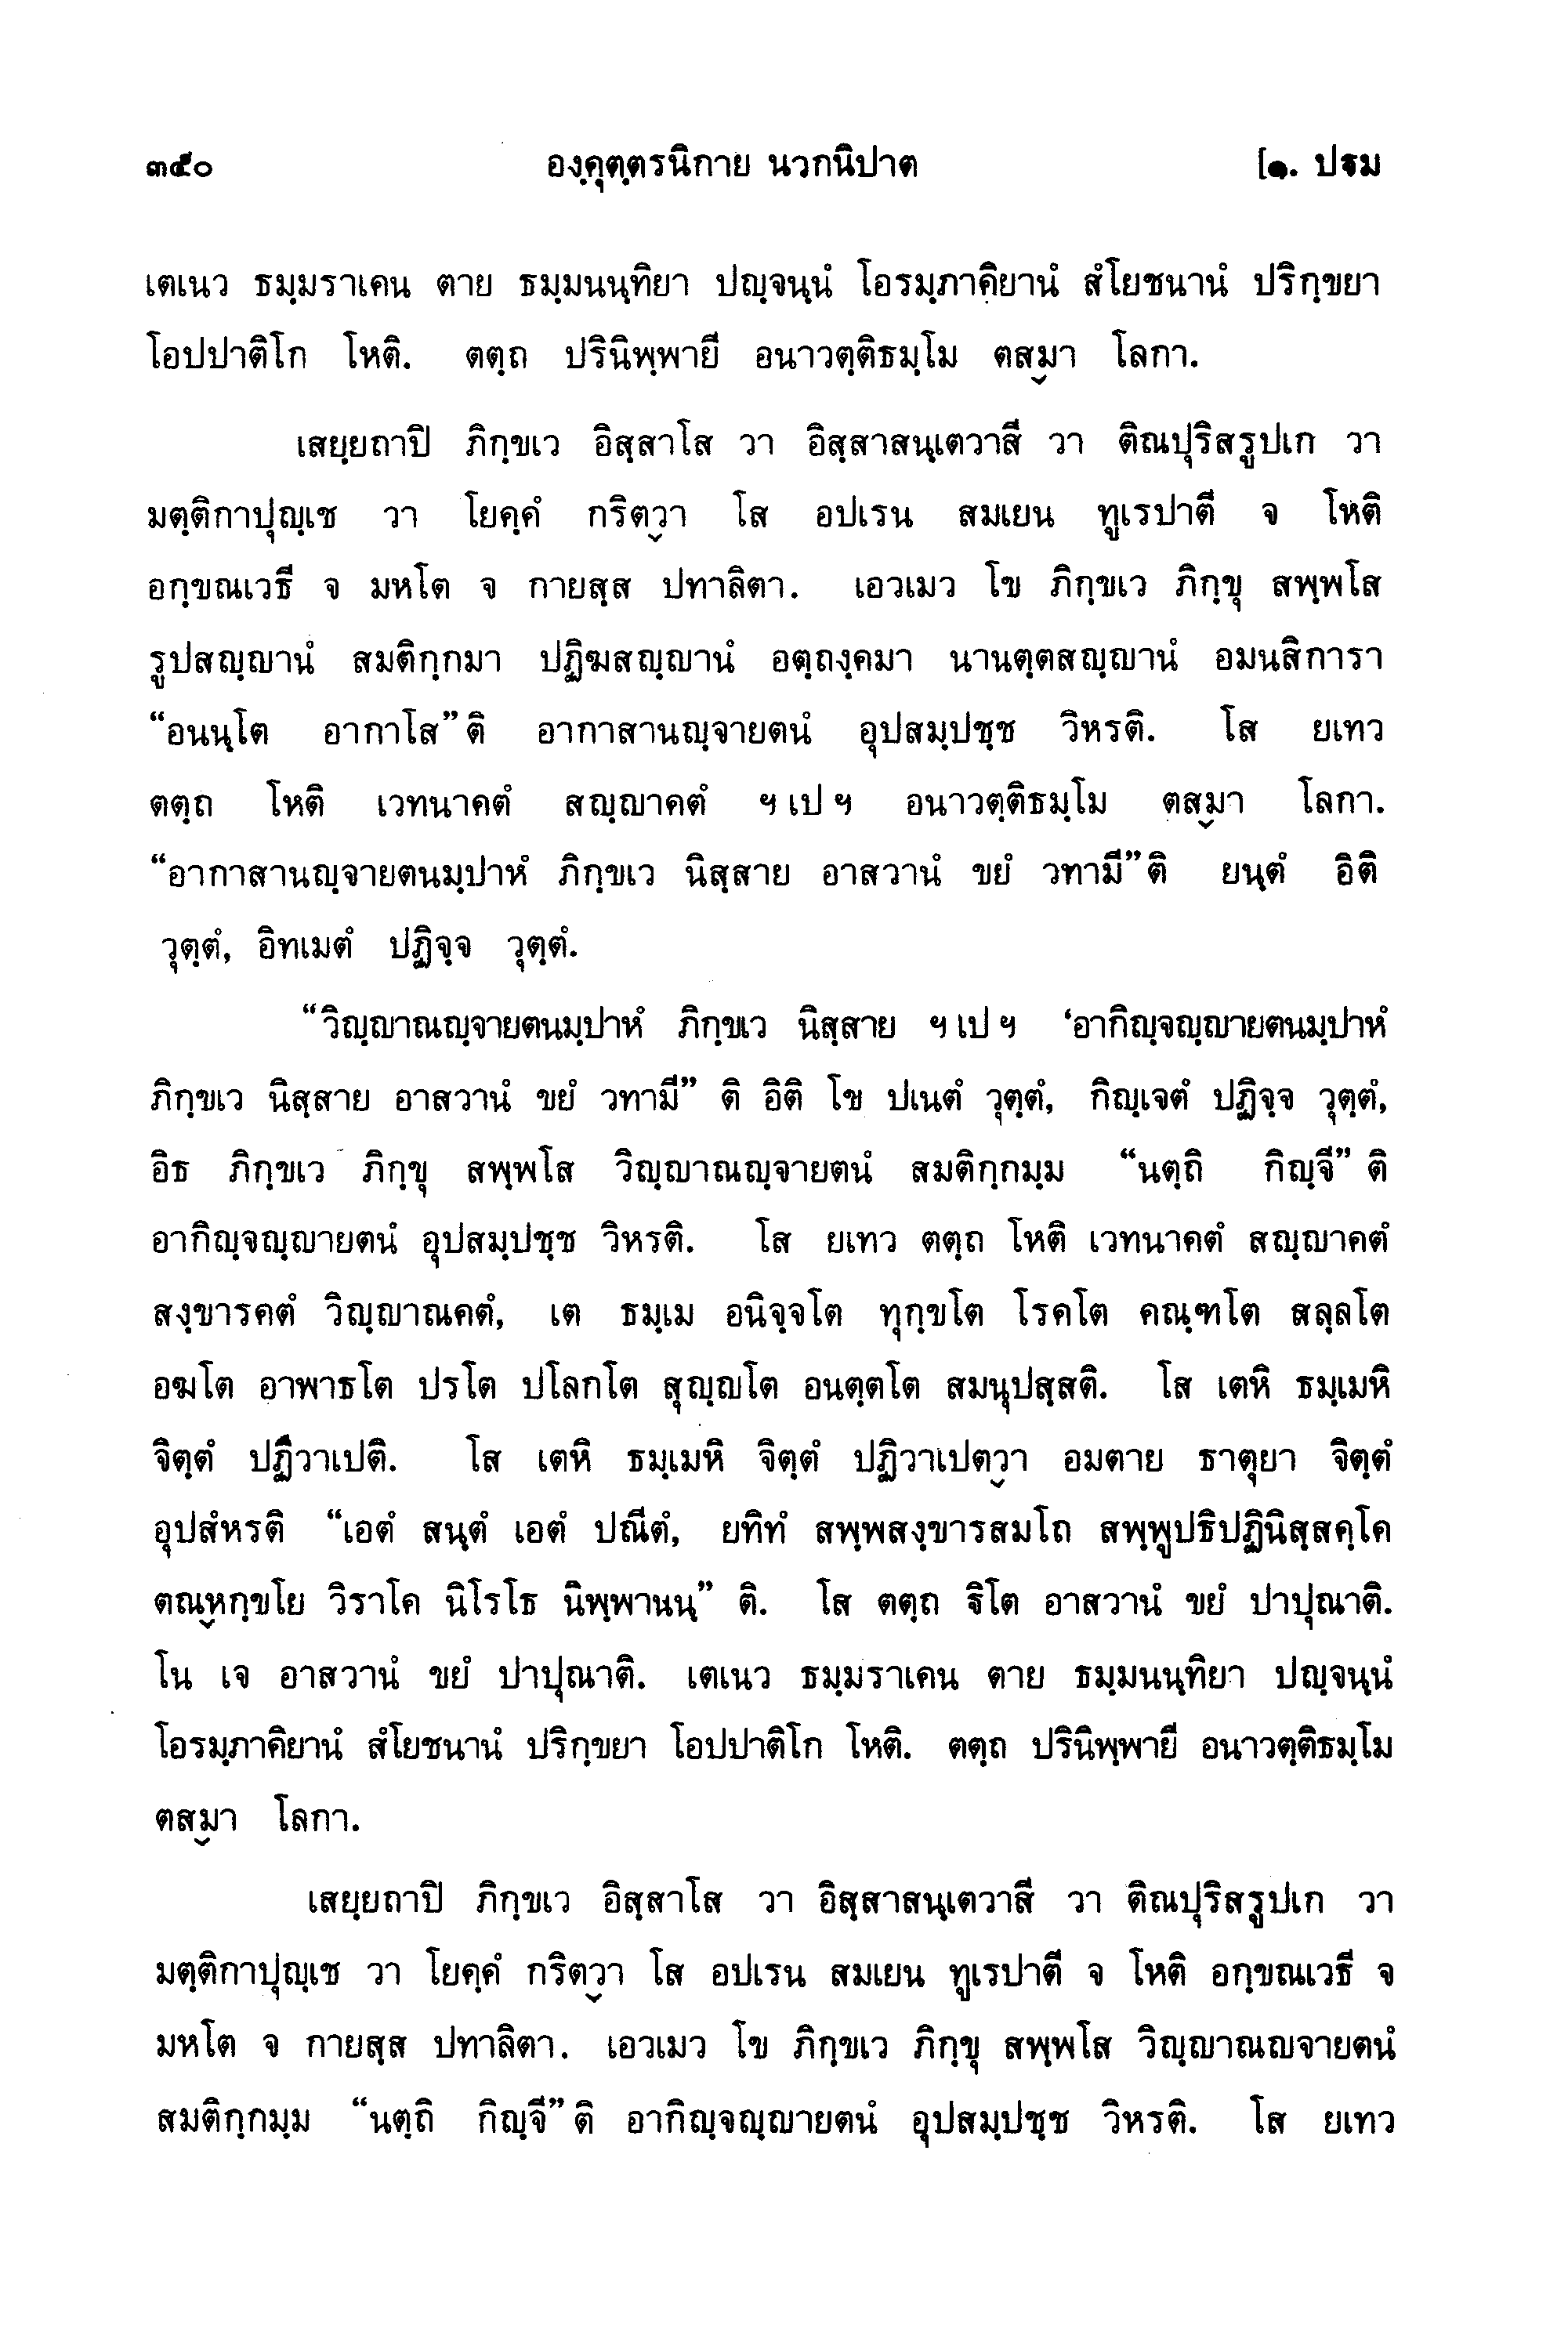 ๓๕๐ องฺคุตฺตรนิกาย นวกนิปาต [๑. ปฐม
เตเนว ธมฺมราเคน ตาย ธมฺมนนฺทิยา ปญฺจนฺนํ โอรมฺภาคิยานํ สํโยชนานํ ปริกฺขยา
โอปปาติโก โหติ. ตตฺถ ปรินิพฺพายี อนาวตฺติธมฺโม ตสฺมา โลกา.
เสยฺยถาปิ ภิกฺขเว อิสฺสาโส วา อิสฺสาสนฺเตวาสี วา ติณปุริสรูปเก วา
มตฺติกาปุญฺเช วา โยคฺคํ กริตฺวา โส อปเรน สมเยน ทูเรปาตี จ โหติ
อกฺขณเวธี จ มหโต จ กายสฺส ปทาลิตา. เอวเมว โข ภิกฺขเว ภิกฺขุ สพฺพโส
รูปสญฺญานํ สมติกฺกมา ปฏิฆสญฺญานํ อตฺถงฺคมา นานตฺตสญฺญานํ อมนสิการา
“อนนฺโต อากาโส” ติ อากาสานญฺจายตนํ อุปสมฺปชฺช วิหรติ. โส ยเทว
ตตฺถ โหติ เวทนาคตํ สญฺญาคตํ ฯ เป ฯ อนาวตฺติธมฺโม ตสฺมา โลกา.
“อากาสานญฺจายตนมฺปาหํ ภิกฺขเว นิสฺสาย อาสวานํ ขยํ วทามี” ติ ยนฺตํ อิติ
วุตฺตํ, อิทเมตํ ปฏิจฺจ วุตฺตํ.
“วิญฺญาณญฺจายตนมฺปาหํ ภิกฺขเว นิสฺสาย ฯ เป ฯ ‘อากิญฺจญฺญายตนมฺปาหํ
ภิกฺขเว นิสฺสาย อาสวานํ ขยํ วทามี” ติ อิติ โข ปเนตํ วุตฺตํ, กิญฺเจตํ ปฏิจฺจ วุตฺตํ,
อิธ ภิกฺขเว ภิกฺขุ สพฺพโส วิญฺญาณญฺจายตนํ สมติกฺกมฺม “นตฺถิ กิญฺจี” ติ
อากิญฺจญฺญายตนํ อุปสมฺปชฺช วิหรติ. โส ยเทว ตตฺถ โหติ เวทนาคตํ สญฺญาคตํ
สงฺขารคตํ วิญฺญาณคตํ, เต ธมฺเม อนิจฺจโต ทุกฺขโต โรคโต คณฺฑโต สลฺลโต
อฆโต อาพาธโต ปรโต ปโลกโต สุญฺญโต อนตฺตโต สมนุปสฺสติ. โส เตหิ ธมฺเมหิ
จิตฺตํ ปฏิวาเปติ. โส เตหิ ธมฺเมหิ จิตฺตํ ปฏิวาเปตฺวา อมตาย ธาตุยา จิตฺตํ
อุปสํหรติ “เอตํ สนฺตํ เอตํ ปณีตํ, ยทิทํ สพฺพสงฺขารสมโถ สพฺพูปธิปฏินิสฺสคฺโค
ตณฺหกฺขโย วิราโค นิโรโธ นิพฺพานนฺ” ติ. โส ตตฺถ ฐิโต อาสวานํ ขยํ ปาปุณาติ.
โน เจ อาสวานํ ขยํ ปาปุณาติ. เตเนว ธมฺมราเคน ตาย ธมฺมนนฺทิยา ปญฺจนฺนํ
โอรมฺภาคิยานํ สํโยชนานํ ปริกฺขยา โอปปาติโก โหติ. ตตฺถ ปรินิพฺพายี อนาวตฺติธมฺโม
ตสฺมา โลกา.
เสยฺยถาปิ ภิกฺขเว อิสฺสาโส วา อิสฺสาสนฺเตวาสี วา ติณปุริสรูปเก วา
มตฺติกาปุญฺเช วา โยคฺคํ กริตฺวา โส อปเรน สมเยน ทูเรปาตี จ โหติ อกฺขณเวธี จ
มหโต จ กายสฺส ปทาลิตา. เอวเมว โข ภิกฺขเว ภิกฺขุ สพฺพโส วิญฺญาณญจายตนํ
สมติกฺกมฺม “นตฺถิ กิญฺจี” ติ อากิญฺจญฺญายตนํ อุปสมฺปชฺช วิหรติ. โส ยเทว